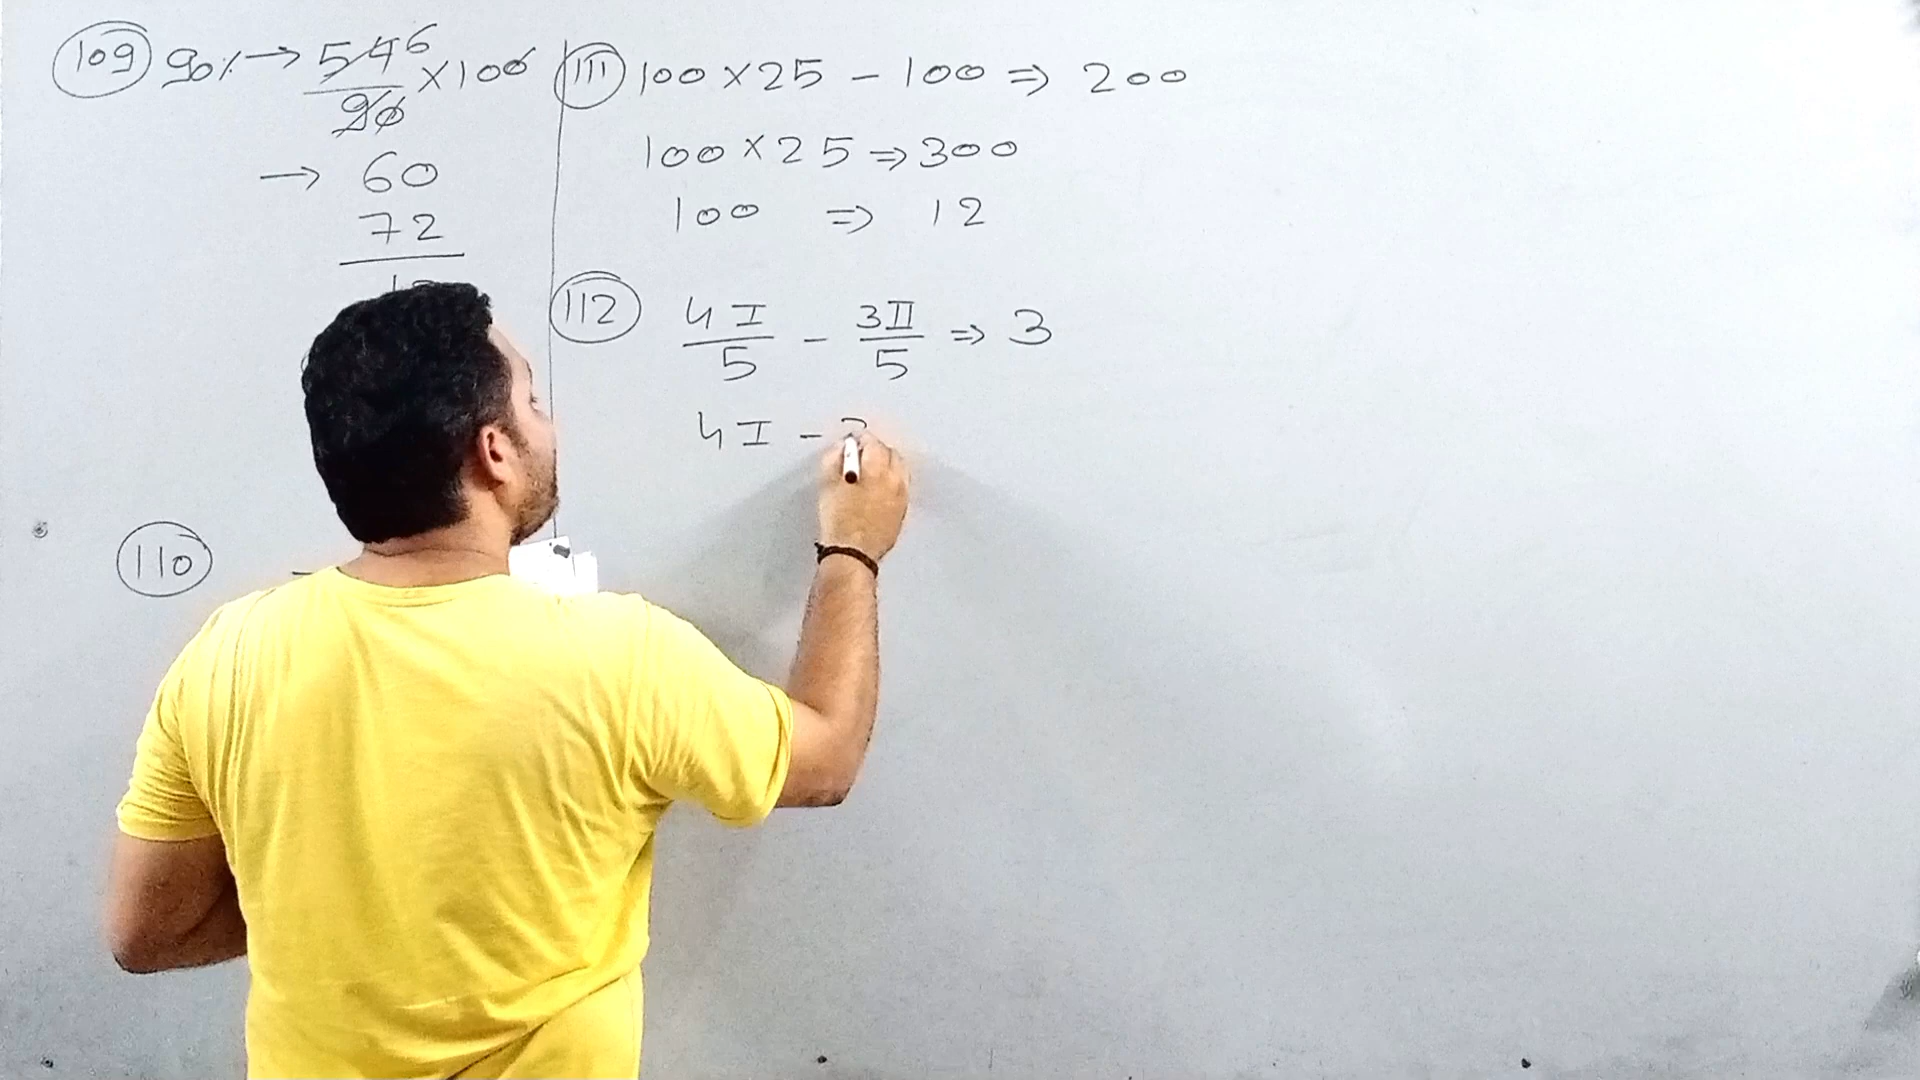 109 90% → 546/90 × 100
→ 60
72
110
111 100 × 25 - 100 ⇒ 200
100 × 25 ⇒ 300
100 ⇒ 12
112 4I/5 - 3II/5 ⇒ 3
4I -